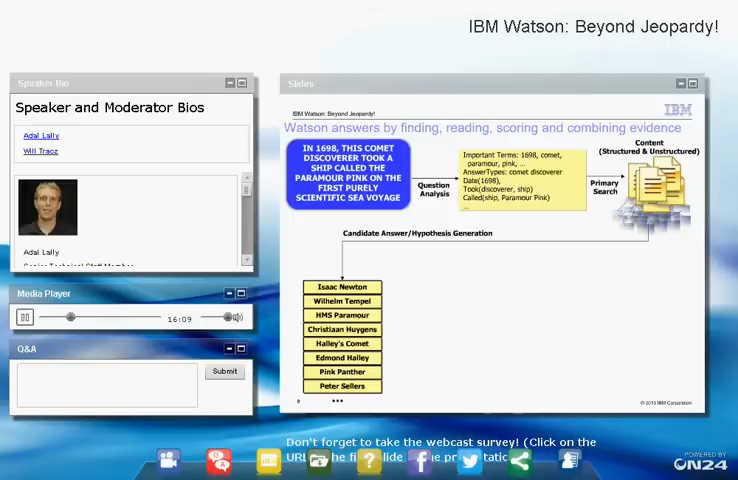 IBM Watson: Beyond Jeopardy!
Speaker Bio
Speaker and Moderator Bios
Adal Lally
Will Tracz
Adal Lally
Senior Technical Staff Member
Media Player
16:09
Q&A
Submit
Slides
IBM Watson: Beyond Jeopardy!
IBM
Watson answers by finding, reading, scoring and combining evidence
IN 1698, THIS COMET
DISCOVERER TOOK A
SHIP CALLED THE
PARAMOUR PINK ON THE
FIRST PURELY
SCIENTIFIC SEA VOYAGE
Question
Analysis
Important Terms: 1698, comet,
paramour, pink, ...
AnswerTypes: comet discoverer
Date(1698),
Took(discoverer, ship)
Called(ship, Paramour Pink)
...
Primary
Search
Content
(Structured & Unstructured)
Candidate Answer/Hypothesis Generation
Isaac Newton
Wilhelm Tempel
HMS Paramour
Christiaan Huygens
Halley's Comet
Edmond Halley
Pink Panther
Peter Sellers
...
© 2013 IBM Corporation
Don't forget to take the webcast survey! (Click on the
URL
POWERED BY
ON24